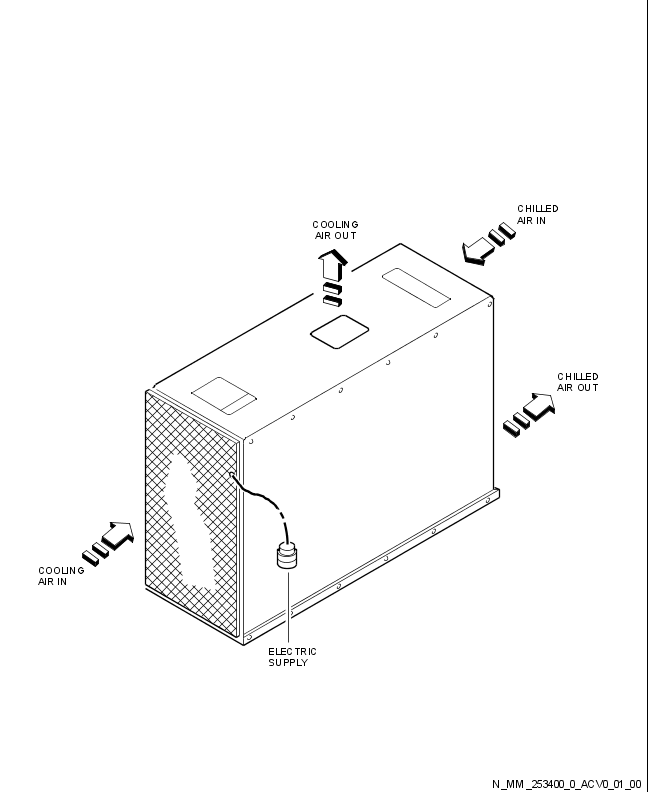 CHILLED
AIR IN
COOLING
AIR OUT
CHILLED
AIR OUT
COOLING
AIR IN
ELECTRIC
SUPPLY
N_MM_253400_0_ACV0_01_00